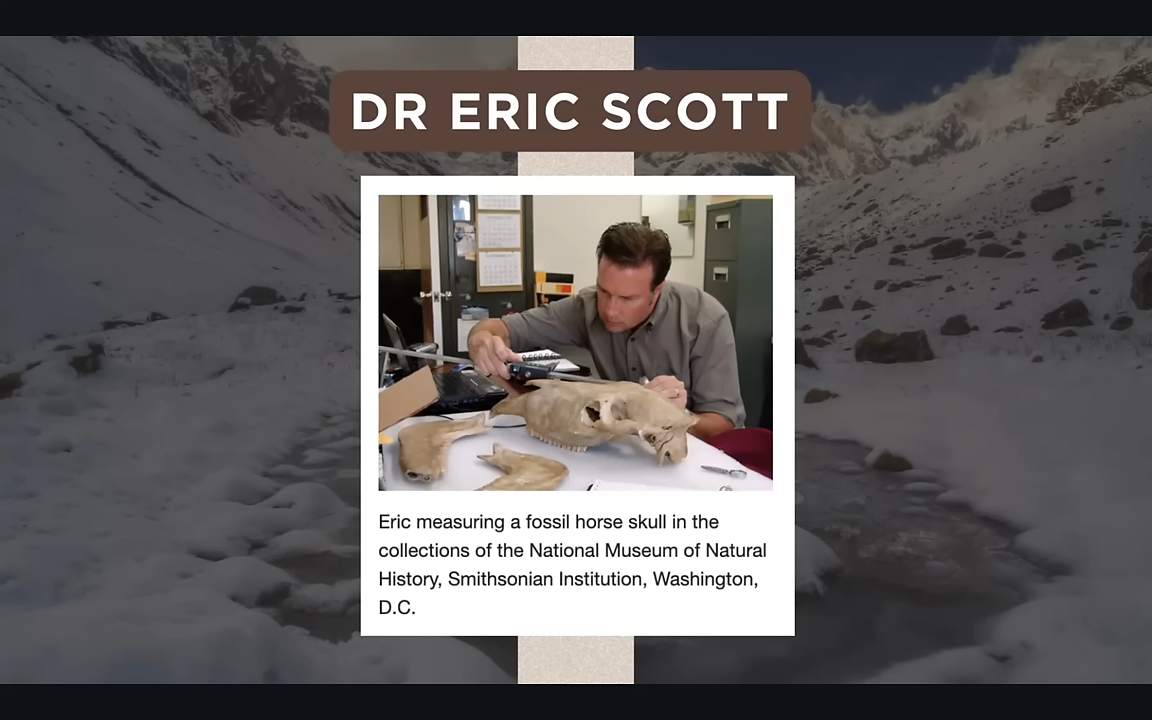 DR ERIC SCOTT
Eric measuring a fossil horse skull in the
collections of the National Museum of Natural
History, Smithsonian Institution, Washington,
D.C.